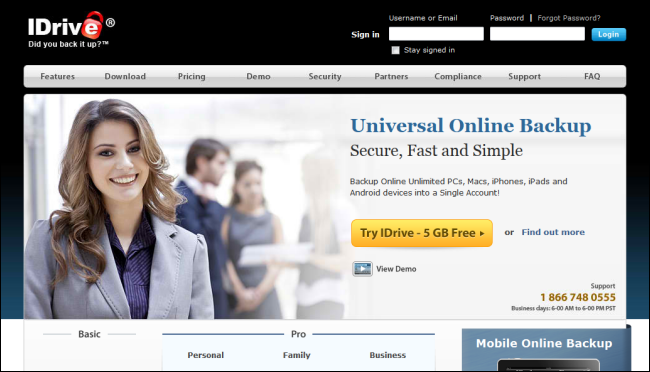 IDrive®
Did you back it up?™
Username or Email
Password | Forgot Password?
Sign in
Login
Stay signed in
Features Download Pricing Demo Security Partners Compliance Support FAQ
Universal Online Backup
Secure, Fast and Simple
Backup Online Unlimited PCs, Macs, iPhones, iPads and
Android devices into a Single Account!
Try IDrive - 5 GB Free
or Find out more
View Demo
Support
1 866 748 0555
Business days: 6-00 AM to 6-00 PM PST
Basic
Pro
Personal Family Business
Mobile Online Backup